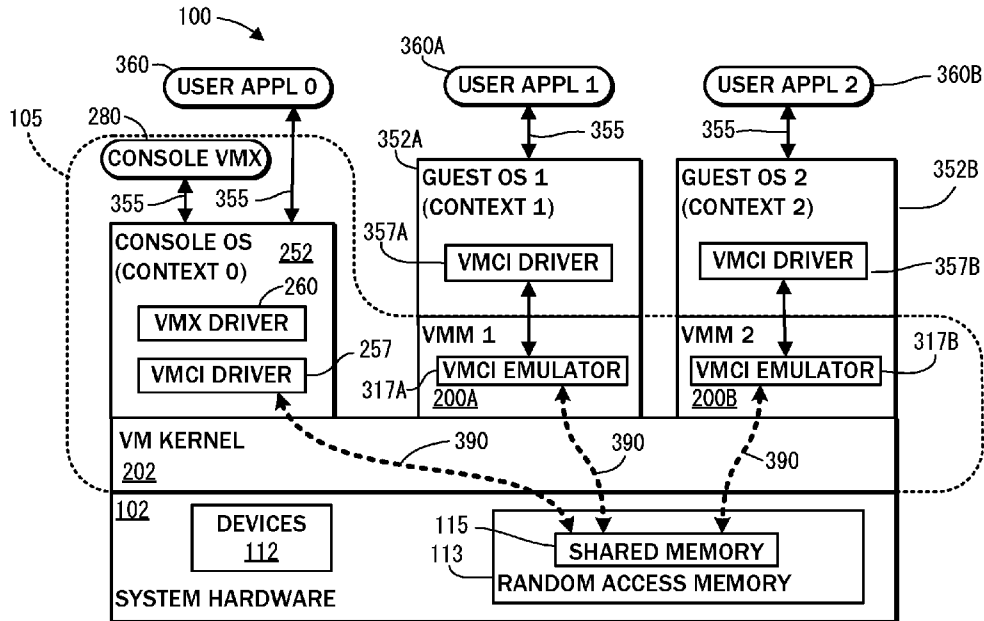 100
360
USER APPL 0
360A
USER APPL 1
USER APPL 2
360B
105
280
CONSOLE VMX
355
355
355
352A
355
GUEST OS 1
(CONTEXT 1)
GUEST OS 2
(CONTEXT 2)
352B
CONSOLE OS
(CONTEXT 0)
252
357A
VMCI DRIVER
VMCI DRIVER
357B
260
VMX DRIVER
VMM 1
VMM 2
257
VMCI DRIVER
317A
VMCI EMULATOR
200A
VMCI EMULATOR
200B
317B
VM KERNEL
202
390
390
390
102
DEVICES
112
115
SHARED MEMORY
113
RANDOM ACCESS MEMORY
SYSTEM HARDWARE